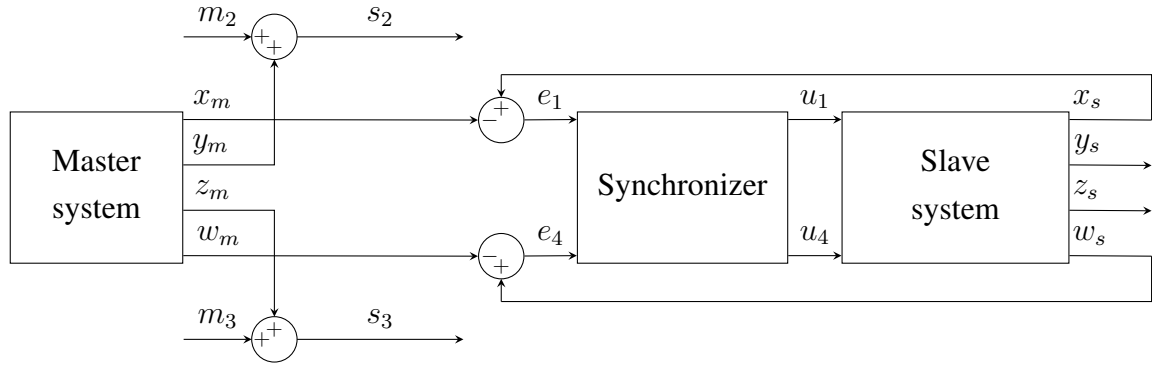 m₂
s₂
+
+
xₘ
yₘ
zₘ
wₘ
Master
system
−
+
e₁
e₄
−
+
Synchronizer
u₁
u₄
Slave
system
xₛ
yₛ
zₛ
wₛ
m₃
s₃
+
+